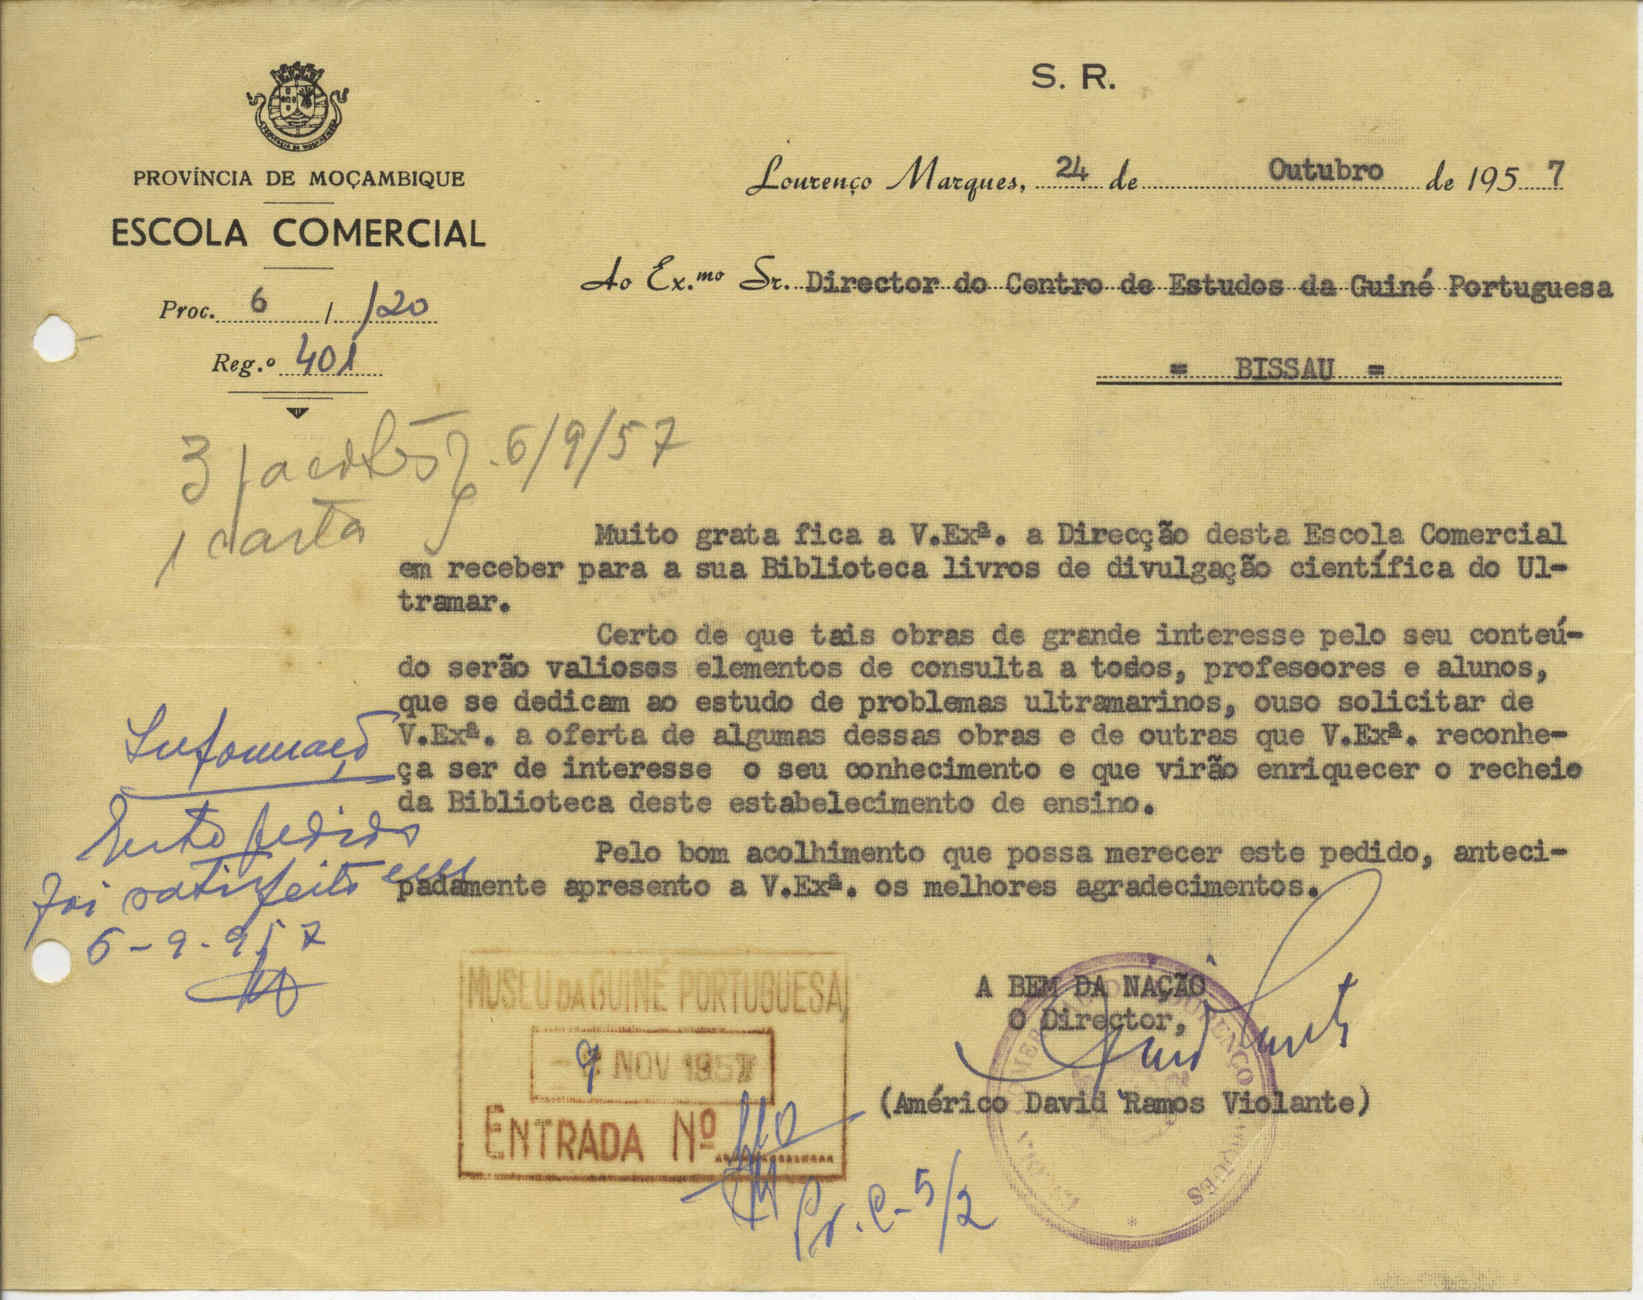 S. R.
PROVÍNCIA DE MOÇAMBIQUE
ESCOLA COMERCIAL
Proc. 6 / 120
Reg.º 401
Lourenço Marques, 24 de Outubro de 1957
Ao Ex.mo Sr. Director do Centro de Estudos da Guiné Portuguesa
= BISSAU =
3 pacotes 6/9/57
1 carta
Muito grata fica a V.Exª. a Direcção desta Escola Comercial
em receber para a sua Biblioteca livros de divulgação científica do Ul-
tramar.
Certo de que tais obras de grande interesse pelo seu conteú-
do serão valiosos elementos de consulta a todos, professores e alunos,
que se dedicam ao estudo de problemas ultramarinos, ouso solicitar de
V.Exª. a oferta de algumas dessas obras e de outras que V.Exª. reconhe-
ça ser de interesse o seu conhecimento e que virão enriquecer o recheio
da Biblioteca deste estabelecimento de ensino.
Pelo bom acolhimento que possa merecer este pedido, anteci-
padamente apresento a V.Exª. os melhores agradecimentos.
Informação
pedido
foi satisfeito em
6-9-957
A BEM DA NAÇÃO
O Director,
(Américo David Ramos Violante)
MUSEU DA GUINÉ PORTUGUESA
-9 NOV 1957
ENTRADA Nº
Pr. C-5/2